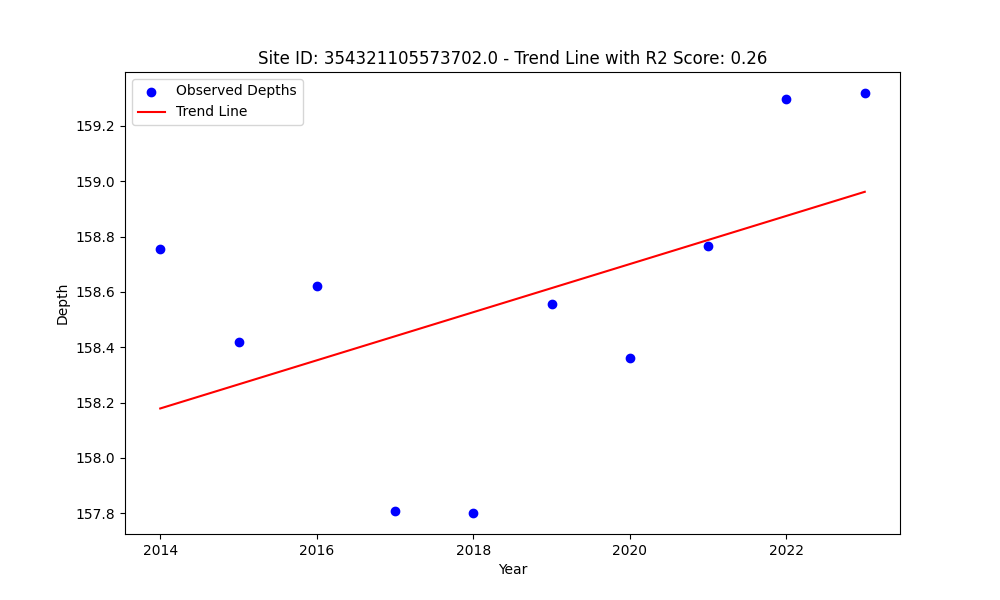 Site ID: 354321105573702.0 - Trend Line with R2 Score: 0.26
Observed Depths
Trend Line
159.2
159.0
158.8
158.6
158.4
158.2
158.0
157.8
Depth
2014
2016
2018
2020
2022
Year